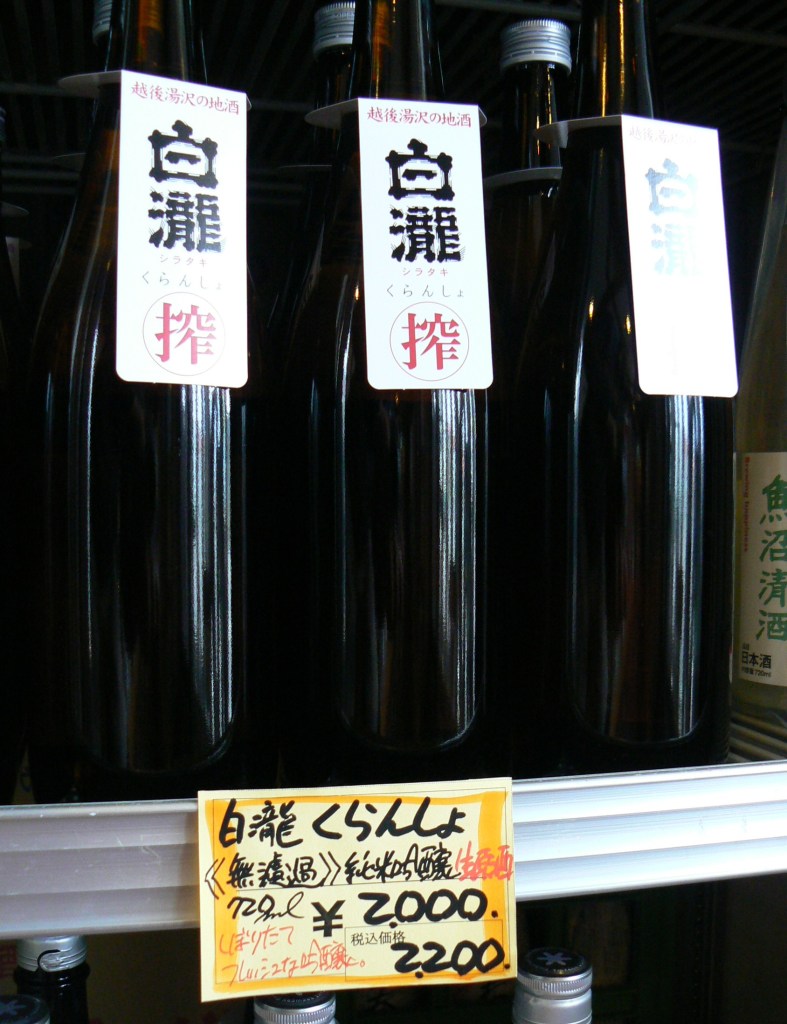 越後湯沢の地酒
白瀧
シラタキ
くらんしょ
搾
越後湯沢の地酒
白瀧
シラタキ
くらんしょ
搾
越後湯沢
白瀧
魚沼清酒
日本酒
720ml
白瀧 くらんしょ
《無濾過》純米吟醸生原酒
720ml ¥2.000.
しぼりたて
フレッシュな吟醸に。
税込価格
2.200.